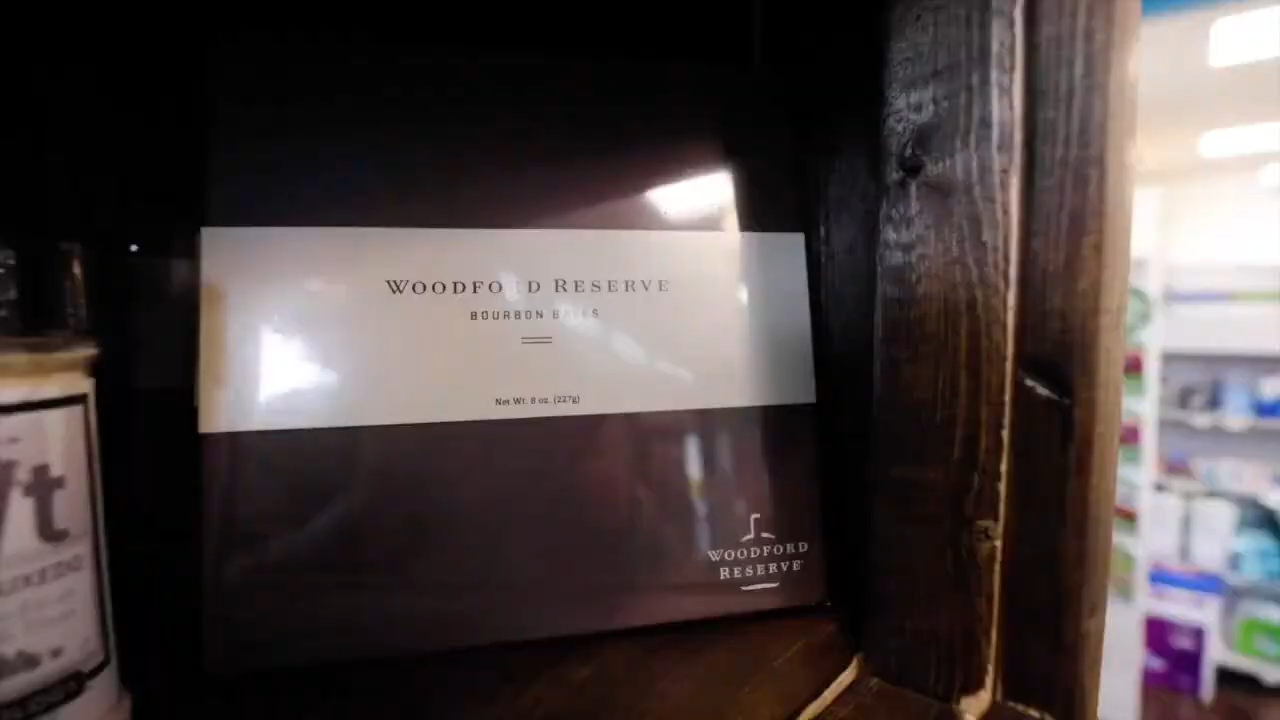 WOODFORD RESERVE
BOURBON BALLS
Net Wt. 8 oz. (227g)
WOODFORD
RESERVE